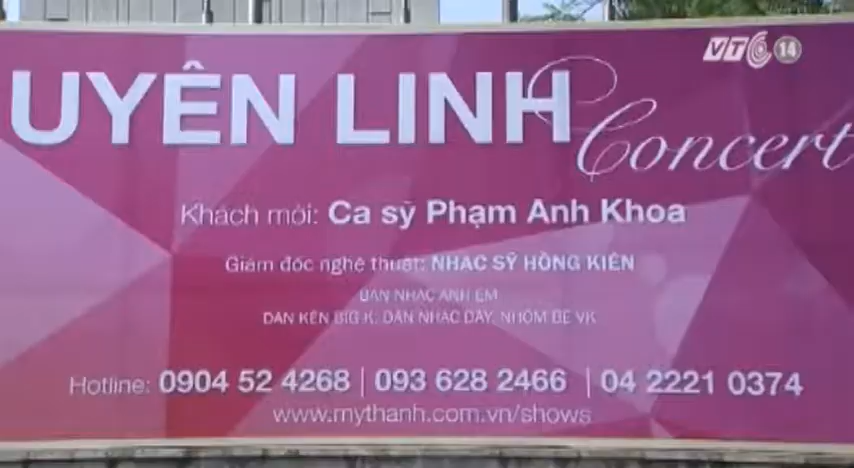 VTC 14
UYÊN LINH
Concert
Khách mời: Ca sỹ Phạm Anh Khoa
Giám đốc nghệ thuật: NHẠC SỸ HỒNG KIÊN
BAN NHẠC ANH EM
DÀN KÈN BIG K, DÀN NHẠC DÂY, NHÓM BÈ VK
Hotline: 0904 52 4268 | 093 628 2466 | 04 2221 0374
www.mythanh.com.vn/shows